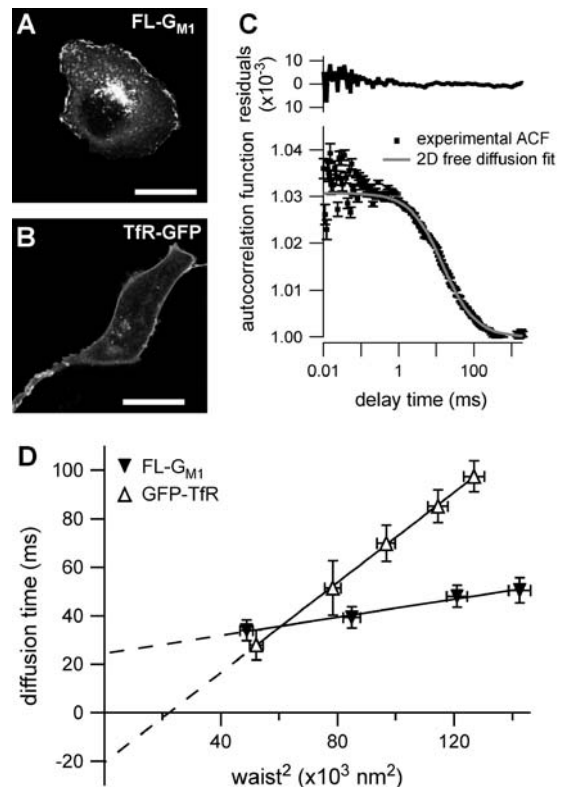 A
FL-GM1
B
TfR-GFP
C
residuals
(x10-3)
10
0
10
autocorrelation function
1.04
1.03
1.02
1.01
1.00
experimental ACF
2D free diffusion fit
0.01
1
10
100
delay time (ms)
D
FL-GM1
GFP-TfR
diffusion time (ms)
100
80
60
40
20
0
-20
40
80
120
waist2 (x103 nm2)